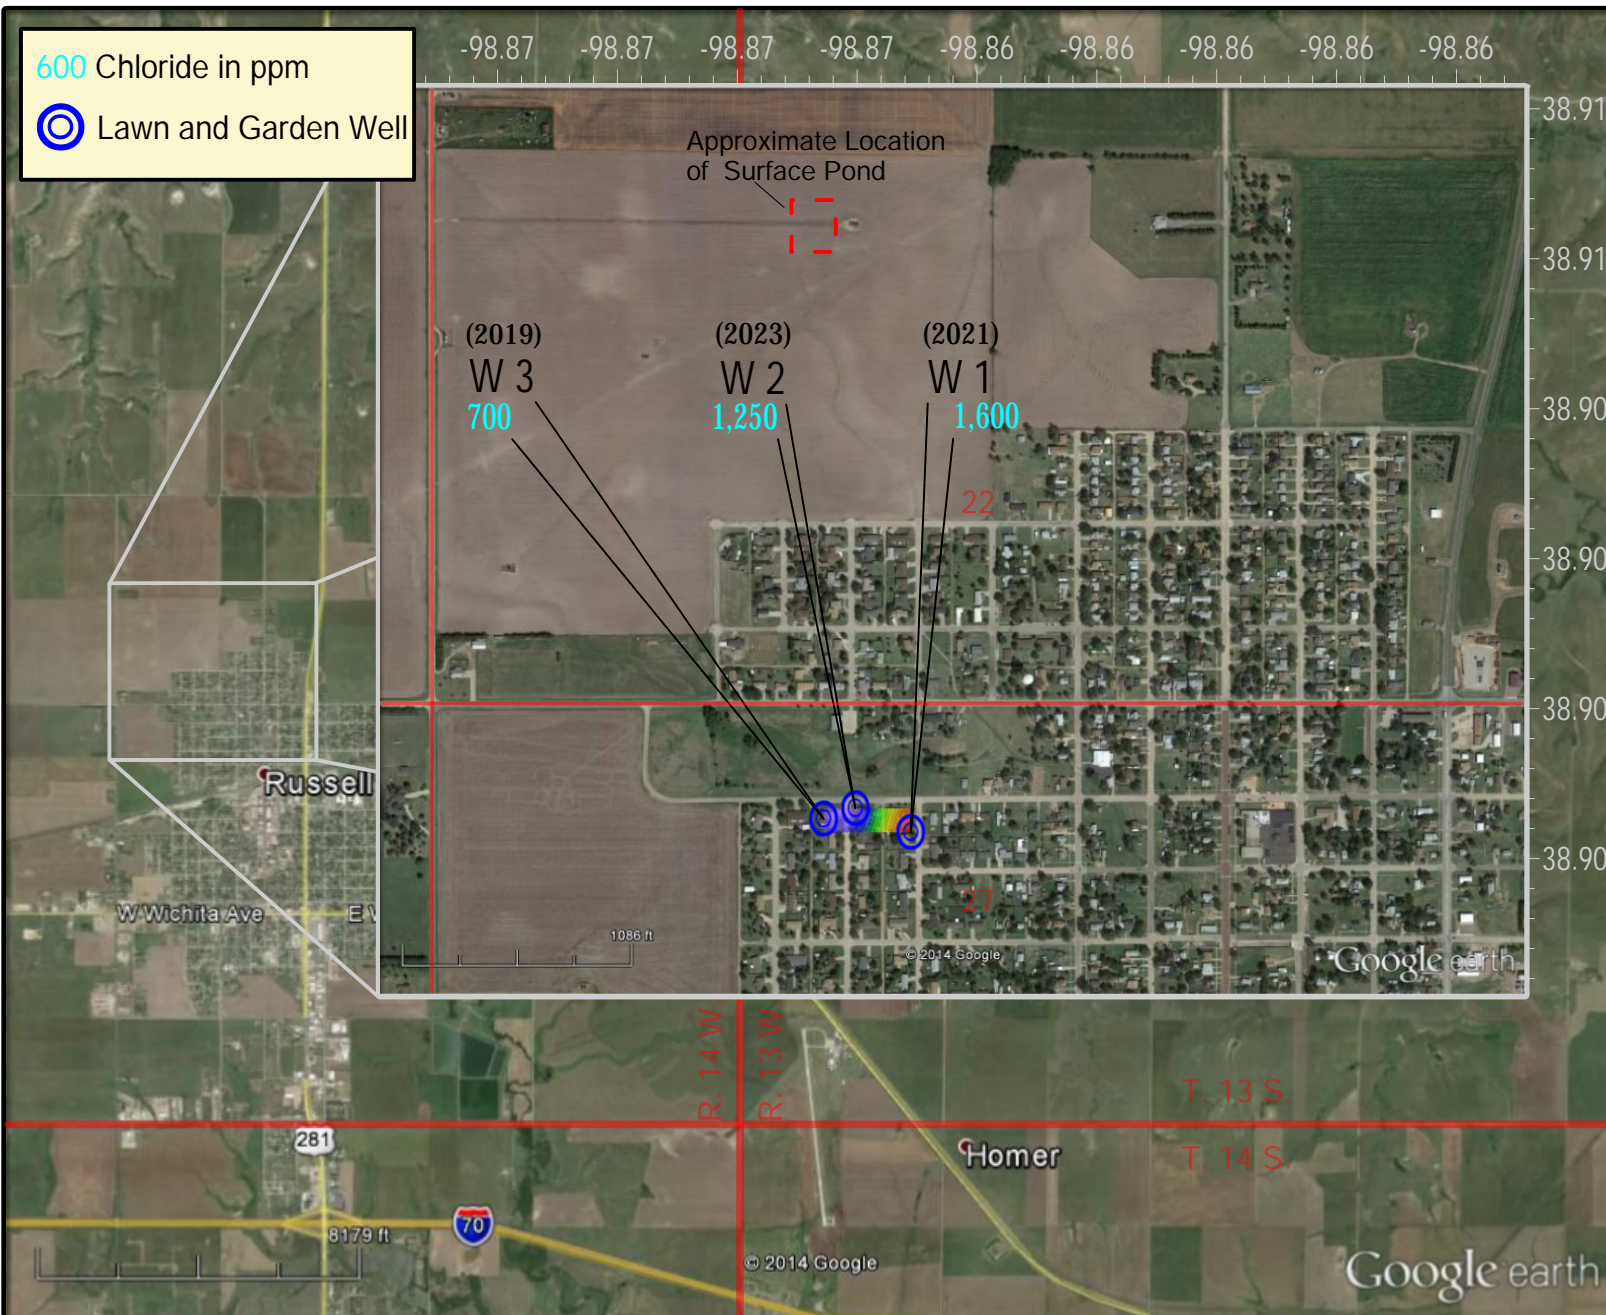 600 Chloride in ppm
Lawn and Garden Well
-98.87 -98.87 -98.87 -98.87 -98.86 -98.86 -98.86 -98.86 -98.86
38.91
38.91
38.90
38.90
38.90
38.90
Approximate Location
of Surface Pond
(2019)
W 3
700
(2023)
W 2
1,250
(2021)
W 1
1,600
22
27
1086 ft
© 2014 Google
Google earth
Russell
W Wichita Ave
E
R. 14 W.
R. 13 W.
T. 13 S.
T. 14 S.
281
Homer
70
8179 ft
© 2014 Google
Google earth